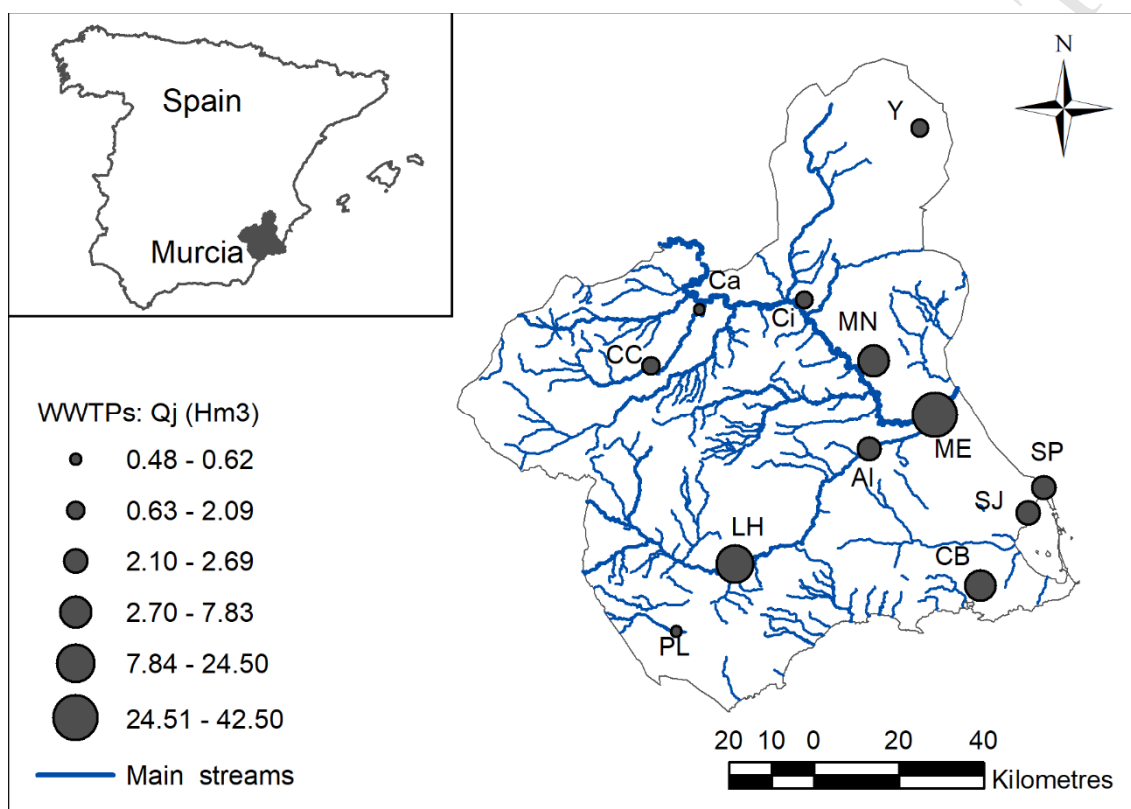 Spain
Murcia
WWTPs: Qj (Hm3)
0.48 - 0.62
0.63 - 2.09
2.10 - 2.69
2.70 - 7.83
7.84 - 24.50
24.51 - 42.50
Main streams
N
Y
Ca
Ci
MN
CC
ME
Al
SP
SJ
LH
CB
PL
20 10 0 20 40
Kilometres